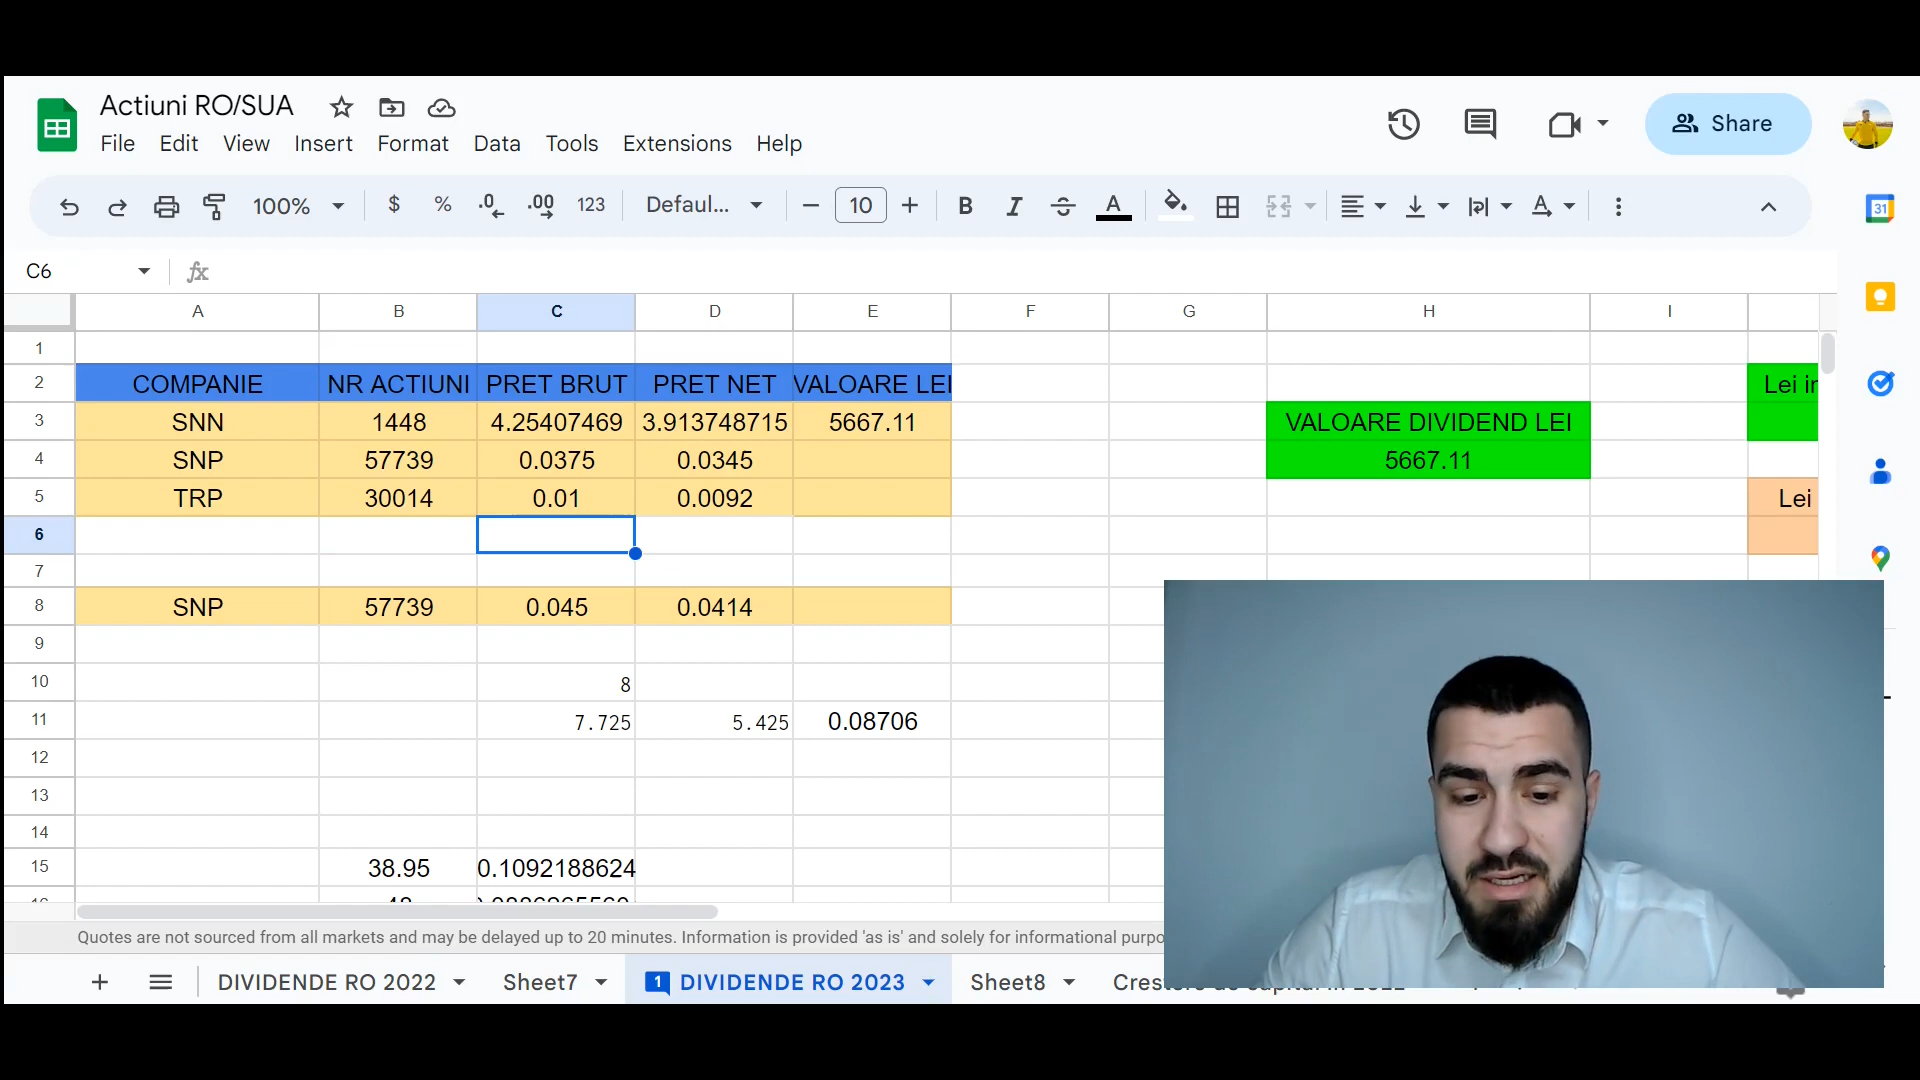 Actiuni RO/SUA
File Edit View Insert Format Data Tools Extensions Help
Share
100% $ % .0 .00 123 Defaul... 10 B I A
31
C6 fx
A B C D E F G H I
1
2 COMPANIE NR ACTIUNI PRET BRUT PRET NET VALOARE LEI Lei
3 SNN 1448 4.25407469 3.913748715 5667.11 VALOARE DIVIDEND LEI
4 SNP 57739 0.0375 0.0345 5667.11
5 TRP 30014 0.01 0.0092 Lei
6
7
8 SNP 57739 0.045 0.0414
9
10 8
11 7.725 5.425 0.08706
12
13
14
15 38.95 0.1092188624
Quotes are not sourced from all markets and may be delayed up to 20 minutes. Information is provided 'as is' and solely for informational purpo
DIVIDENDE RO 2022 Sheet7 1 DIVIDENDE RO 2023 Sheet8